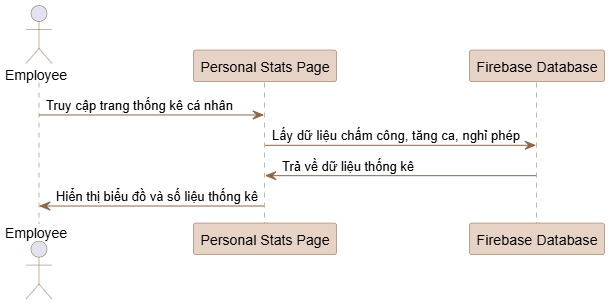 Employee
Personal Stats Page
Firebase Database
Truy cập trang thống kê cá nhân
Lấy dữ liệu chấm công, tăng ca, nghỉ phép
Trả về dữ liệu thống kê
Hiển thị biểu đồ và số liệu thống kê
Employee
Personal Stats Page
Firebase Database